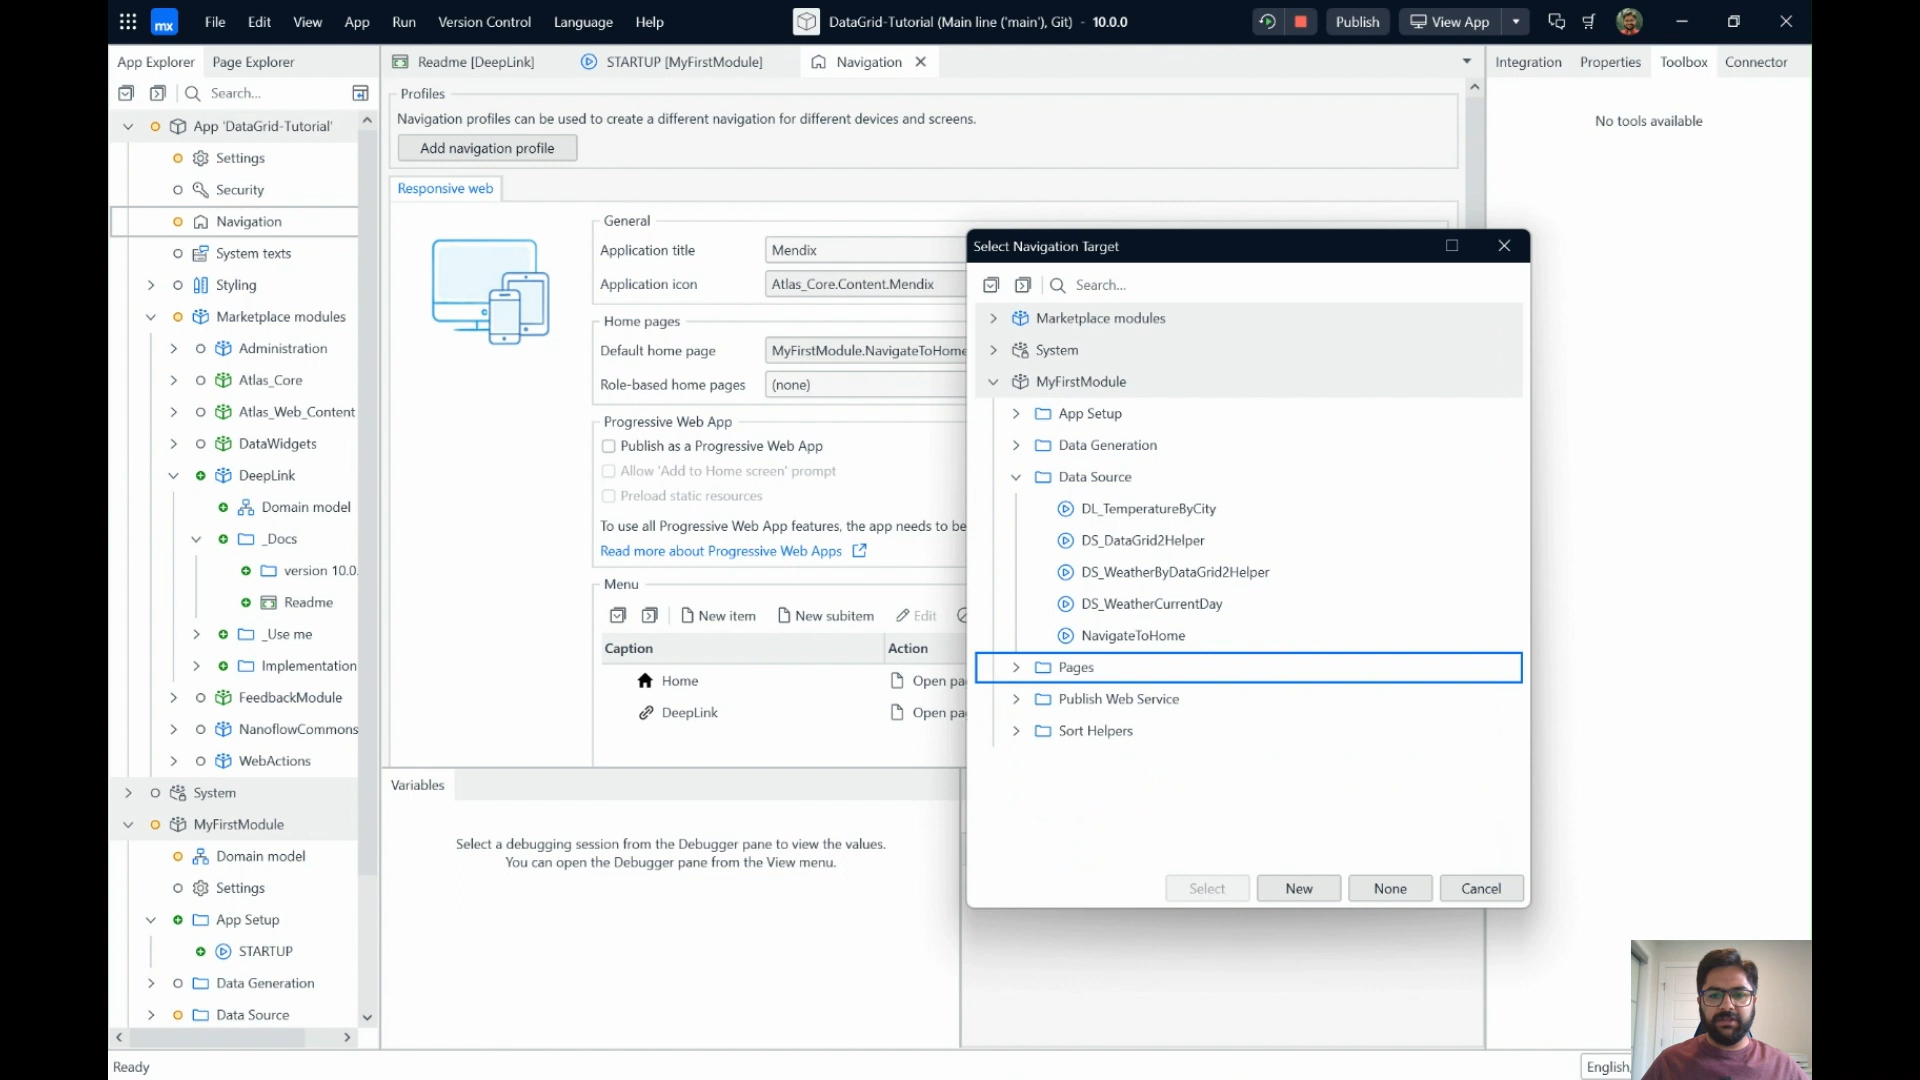 mx File Edit View App Run Version Control Language Help DataGrid-Tutorial (Main line ('main'), Git) - 10.0.0 Publish View App
App Explorer Page Explorer
Search...
App 'DataGrid-Tutorial'
Settings
Security
Navigation
System texts
Styling
Marketplace modules
Administration
Atlas_Core
Atlas_Web_Content
DataWidgets
DeepLink
Domain model
_Docs
version 10.0.
Readme
_Use me
Implementation
FeedbackModule
NanoflowCommons
WebActions
System
MyFirstModule
Domain model
Settings
App Setup
STARTUP
Data Generation
Data Source
Readme [DeepLink] STARTUP [MyFirstModule] Navigation
Profiles
Navigation profiles can be used to create a different navigation for different devices and screens.
Add navigation profile
Responsive web
General
Application title Mendix
Application icon Atlas_Core.Content.Mendix
Home pages
Default home page MyFirstModule.NavigateToHome
Role-based home pages (none)
Progressive Web App
Publish as a Progressive Web App
Allow 'Add to Home screen' prompt
Preload static resources
To use all Progressive Web App features, the app needs to be
Read more about Progressive Web Apps
Menu
New item New subitem Edit
Caption Action
Home Open pa
DeepLink Open pa
Variables
Select a debugging session from the Debugger pane to view the values.
You can open the Debugger pane from the View menu.
Select Navigation Target
Search...
Marketplace modules
System
MyFirstModule
App Setup
Data Generation
Data Source
DL_TemperatureByCity
DS_DataGrid2Helper
DS_WeatherByDataGrid2Helper
DS_WeatherCurrentDay
NavigateToHome
Pages
Publish Web Service
Sort Helpers
Select New None Cancel
Integration Properties Toolbox Connector
No tools available
Ready English